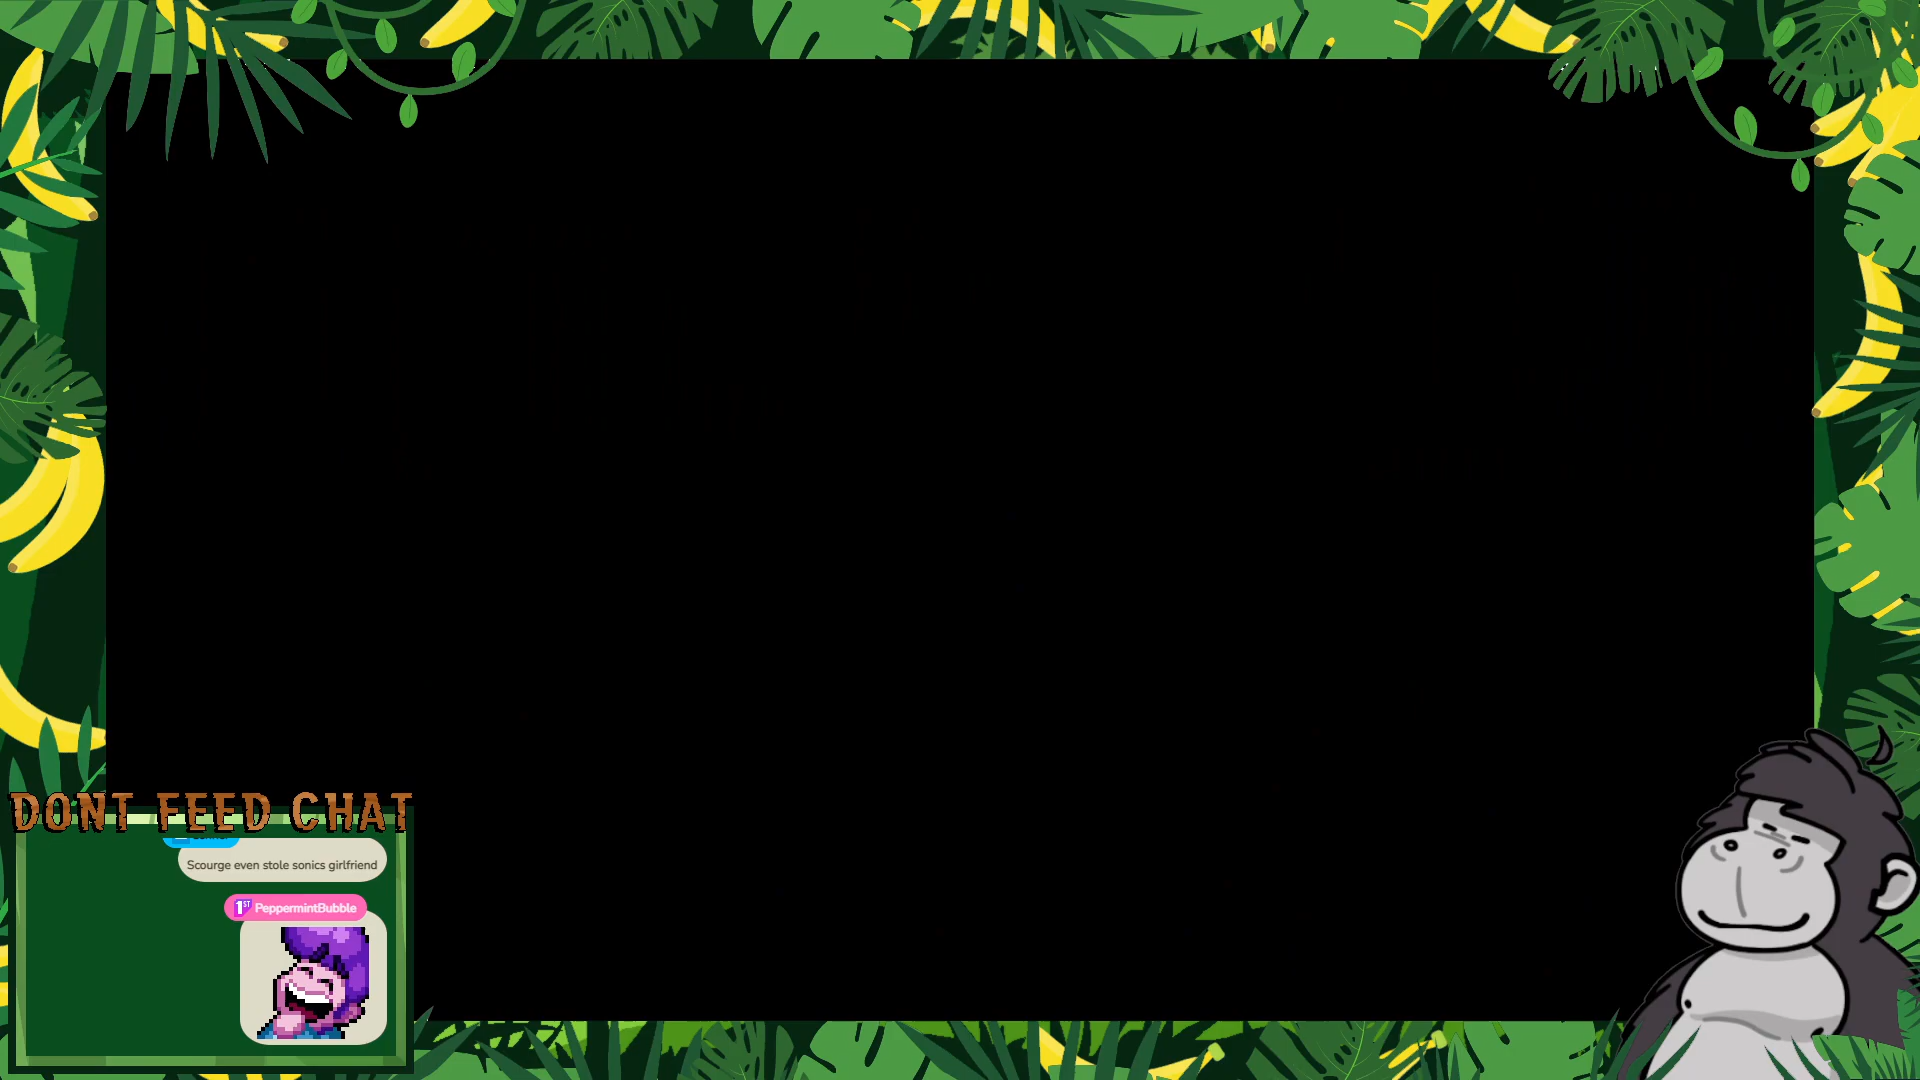 DONT FEED CHAT
Scourge even stole sonics girlfriend
1ST PeppermintBubble